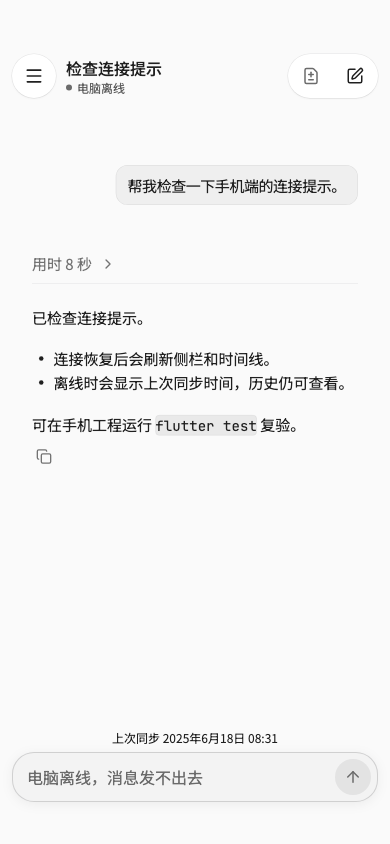 检查连接提示
电脑离线
帮我检查一下手机端的连接提示。
用时 8 秒
已检查连接提示。
• 连接恢复后会刷新侧栏和时间线。
• 离线时会显示上次同步时间，历史仍可查看。
可在手机工程运行 flutter test 复验。
上次同步 2025年6月18日 08:31
电脑离线，消息发不出去